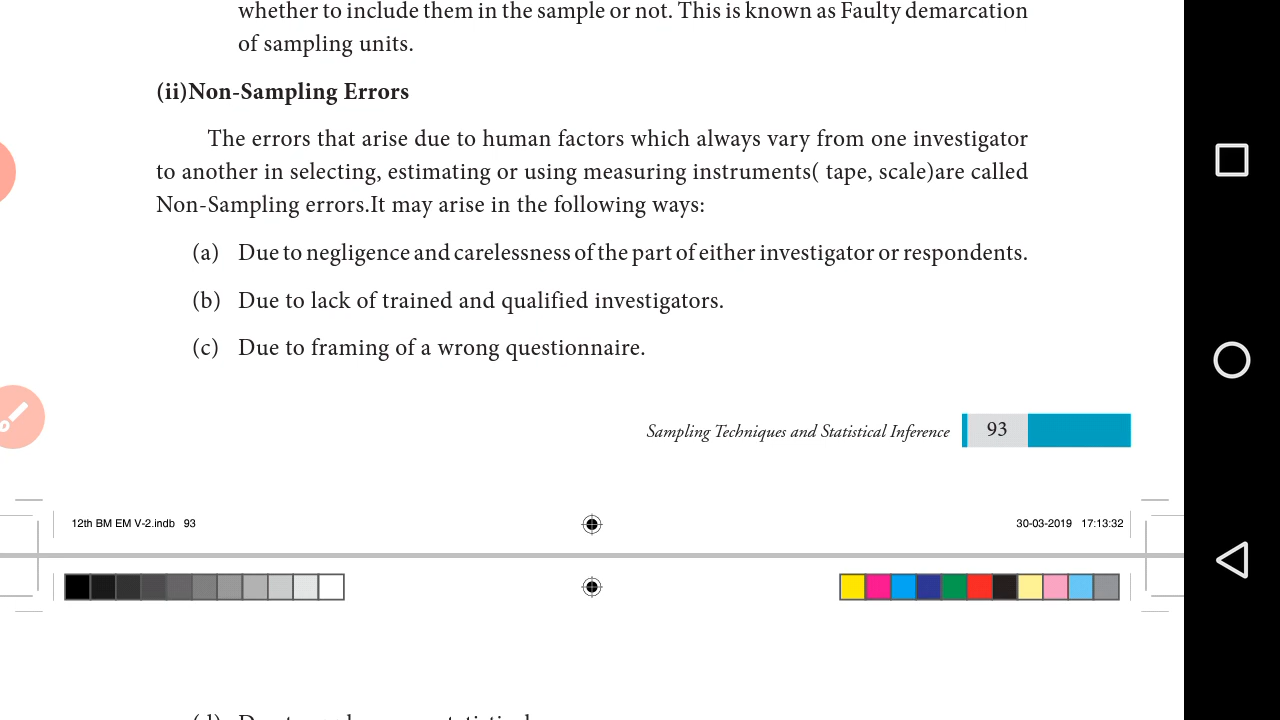 whether to include them in the sample or not. This is known as Faulty demarcation
of sampling units.
(ii)Non-Sampling Errors
The errors that arise due to human factors which always vary from one investigator
to another in selecting, estimating or using measuring instruments( tape, scale)are called
Non-Sampling errors.It may arise in the following ways:
(a) Due to negligence and carelessness of the part of either investigator or respondents.
(b) Due to lack of trained and qualified investigators.
(c) Due to framing of a wrong questionnaire.
Sampling Techniques and Statistical Inference 93
12th BM EM V-2.indb 93 30-03-2019 17:13:32